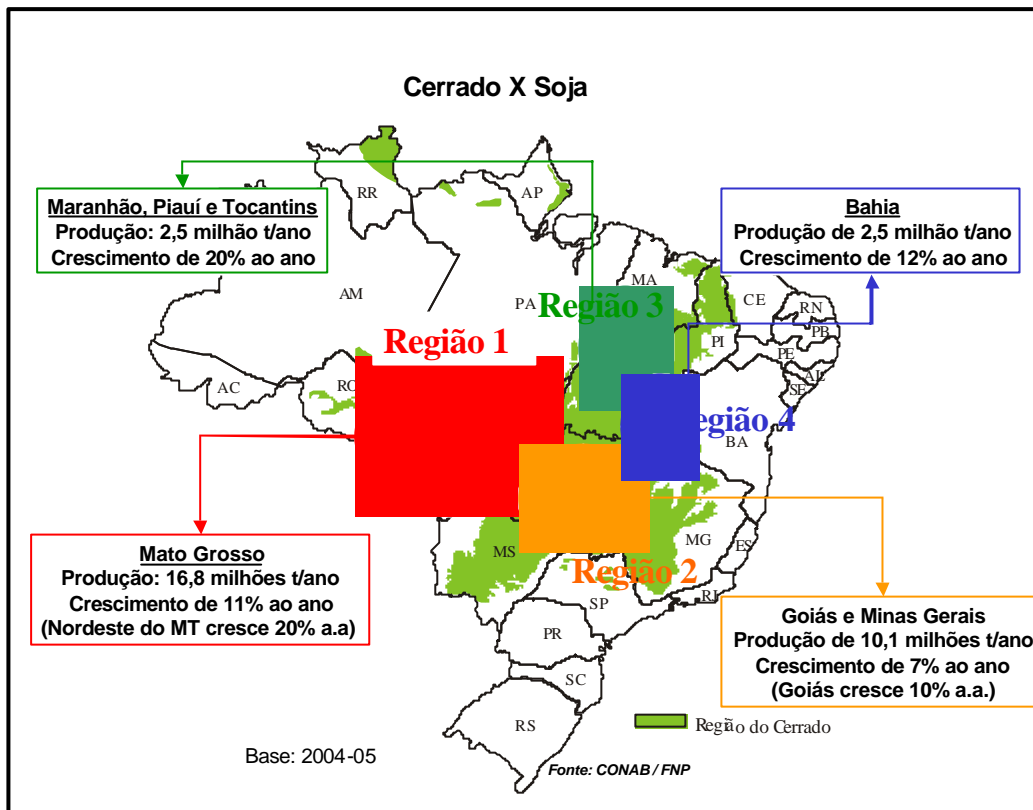 Cerrado X Soja
RR
AP
Maranhão, Piauí e Tocantins
Produção: 2,5 milhão t/ano
Crescimento de 20% ao ano
Bahia
Produção de 2,5 milhão t/ano
Crescimento de 12% ao ano
AM
PA
MA
CE
RN
PB
PI
PE
AL
SE
Região 3
Região 1
AC
RO
egião 4
BA
MS
MG
ES
Região 2
SP
RJ
PR
SC
RS
Mato Grosso
Produção: 16,8 milhões t/ano
Crescimento de 11% ao ano
(Nordeste do MT cresce 20% a.a)
Goiás e Minas Gerais
Produção de 10,1 milhões t/ano
Crescimento de 7% ao ano
(Goiás cresce 10% a.a.)
Região do Cerrado
Base: 2004-05
Fonte: CONAB / FNP